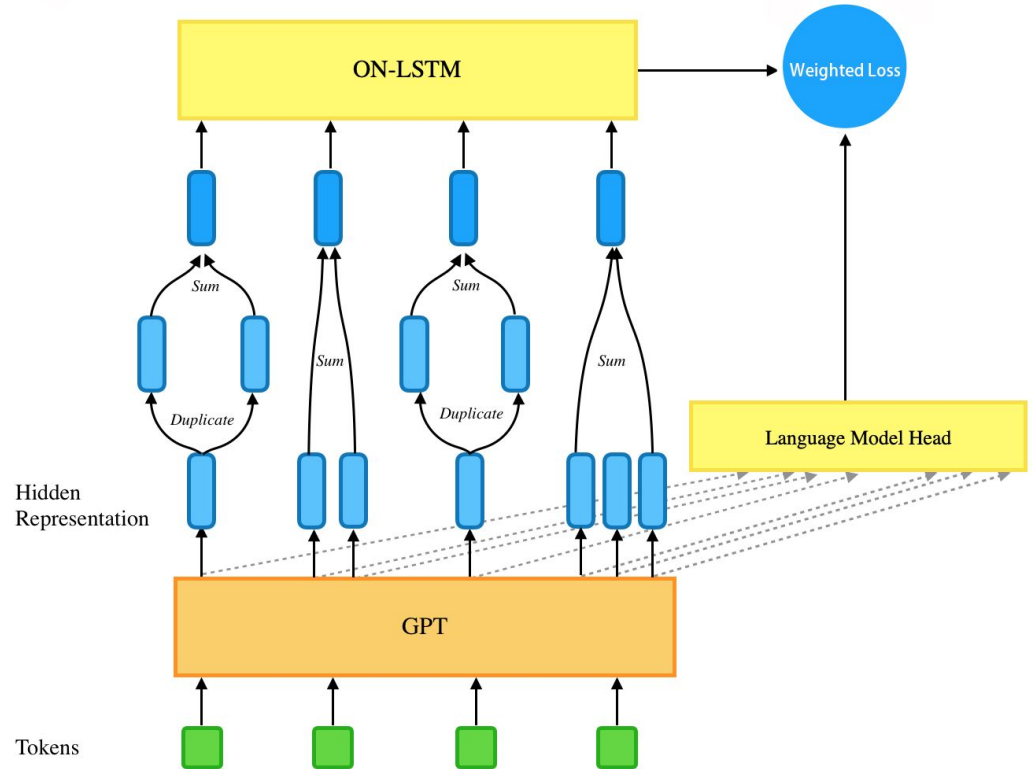 ON-LSTM
Weighted Loss
Sum
Sum
Sum
Sum
Duplicate
Duplicate
Language Model Head
Hidden
Representation
GPT
Tokens